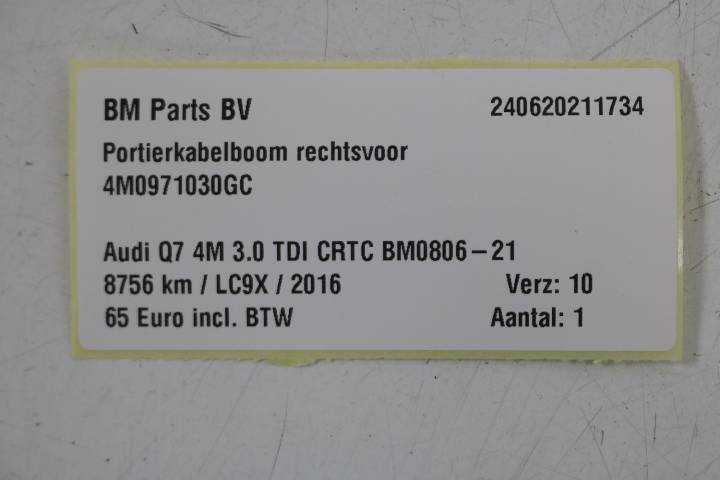 BM Parts BV 240620211734
Portierkabelboom rechtsvoor
4M0971030GC
Audi Q7 4M 3.0 TDI CRTC BM0806-21
8756 km / LC9X / 2016 Verz: 10
65 Euro incl. BTW Aantal: 1